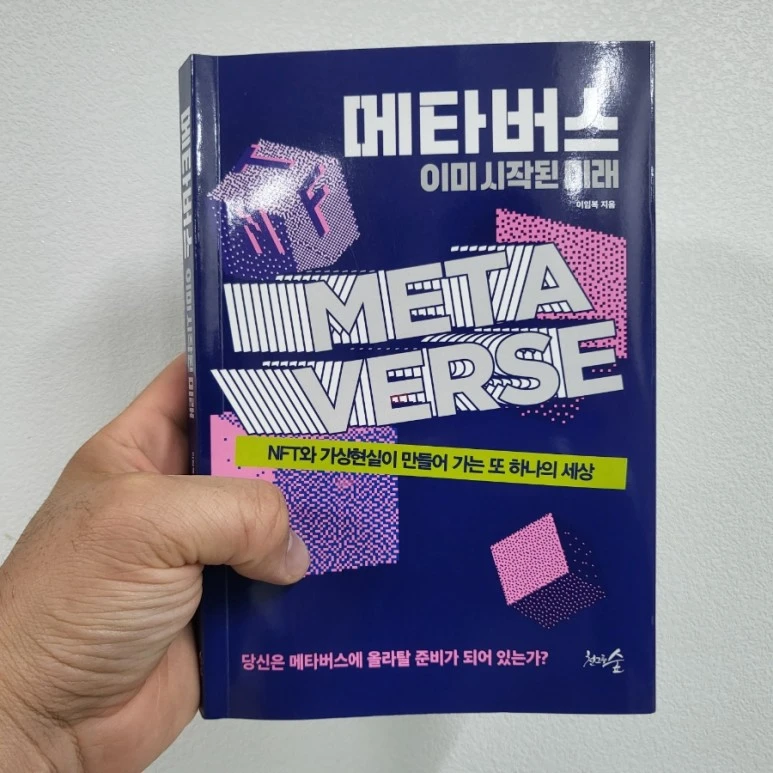 메타버스
이미 시작된 미래
이임복 지음
NFT
META
VERSE
NFT와 가상현실이 만들어 가는 또 하나의 세상
당신은 메타버스에 올라탈 준비가 되어 있는가?
천그루숲
메타버스 이미 시작된 미래